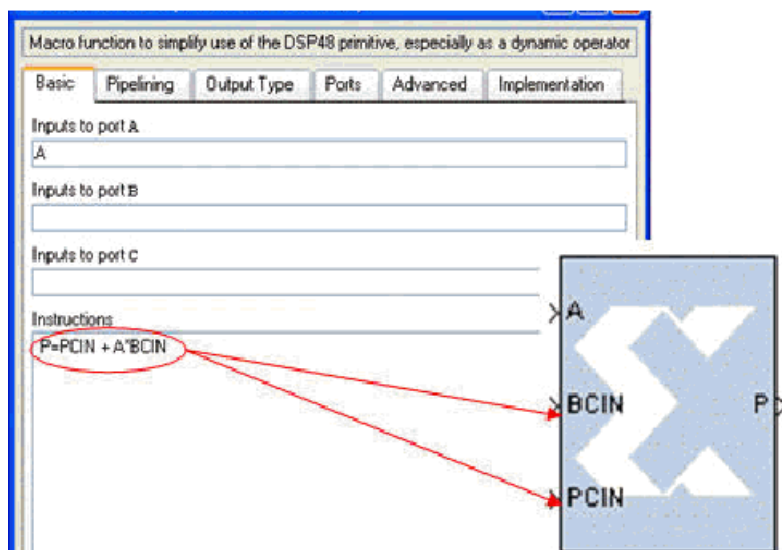 Macro function to simplify use of the DSP48 primitive, especially as a dynamic operator
Basic Pipelining Output Type Ports Advanced Implementation
Inputs to port A
A
Inputs to port B
Inputs to port C
Instructions
P=PCIN + A*BCIN
A
BCIN P
PCIN